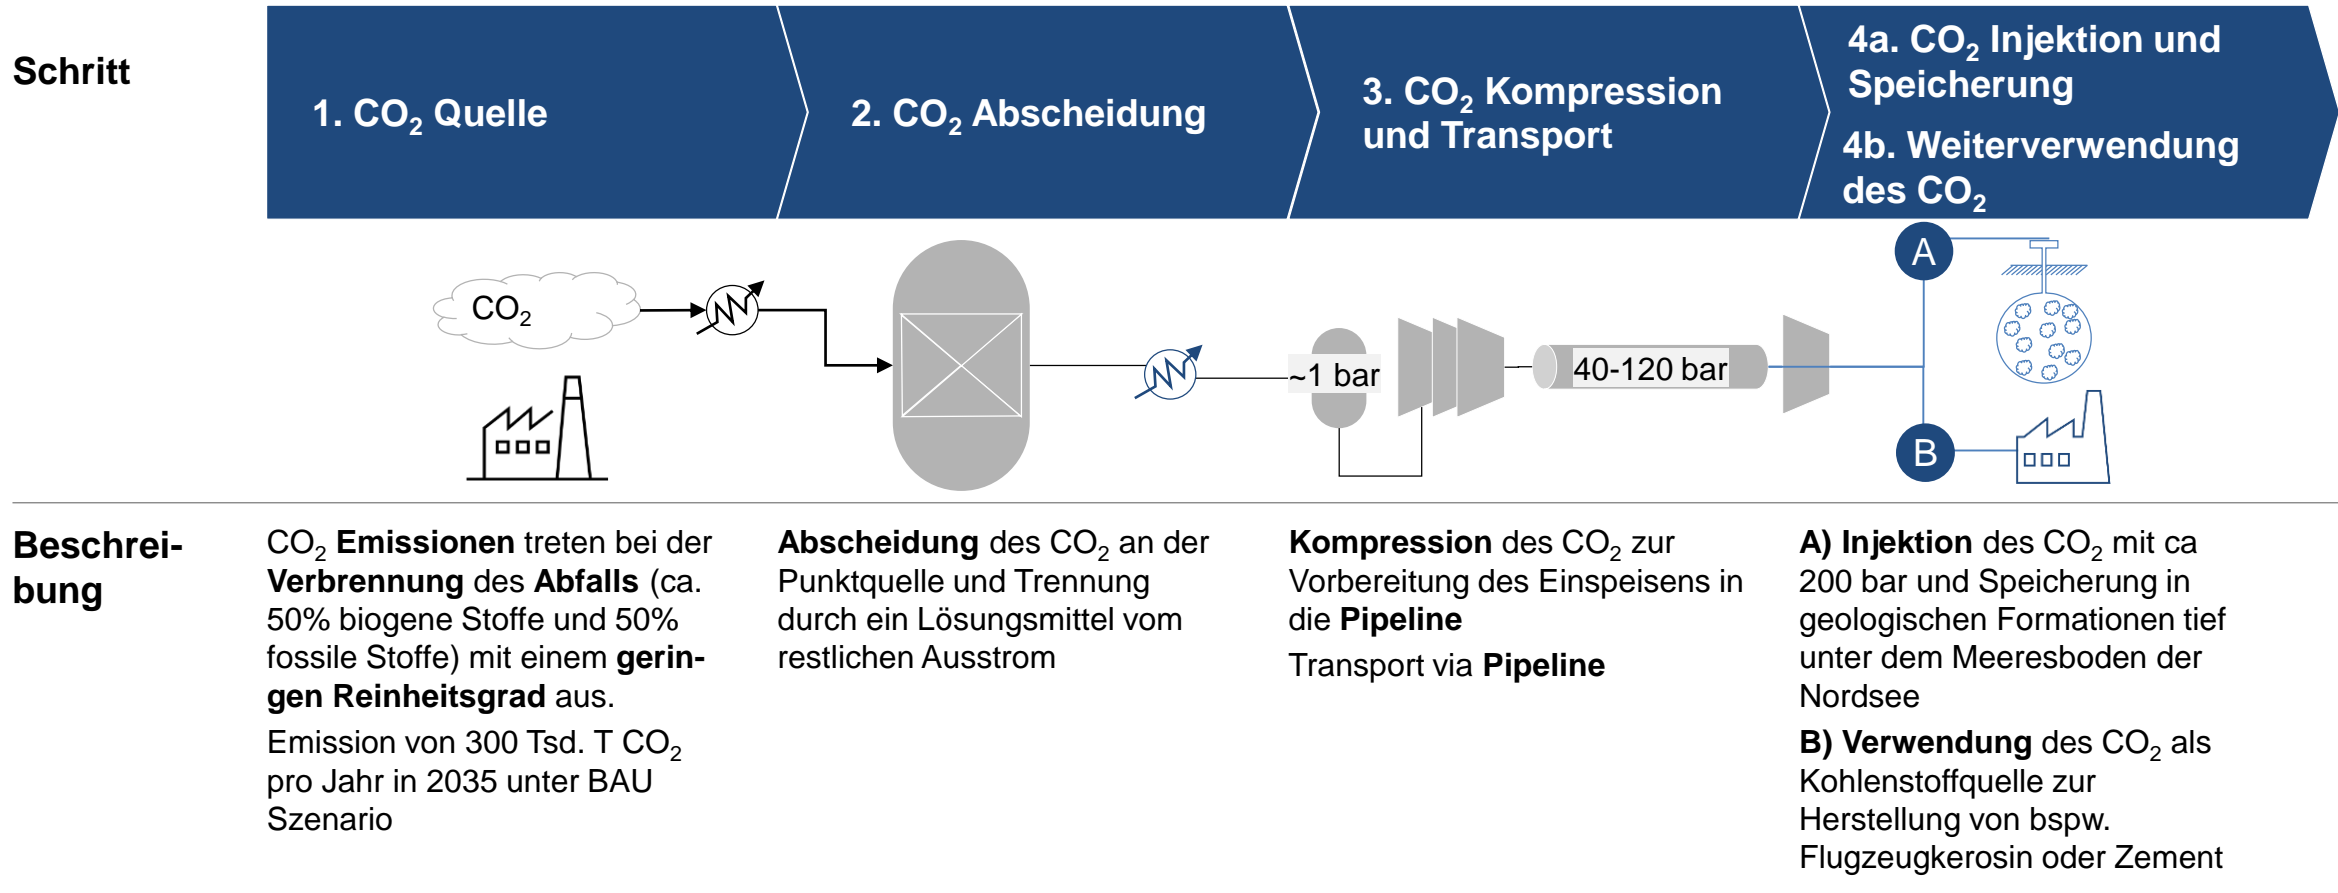 Schritt
1. CO₂ Quelle
2. CO₂ Abscheidung
3. CO₂ Kompression
und Transport
4a. CO₂ Injektion und
Speicherung
4b. Weiterverwendung
des CO₂
CO₂
~1 bar
40-120 bar
A
B
Beschrei-
bung
CO₂ Emissionen treten bei der
Verbrennung des Abfalls (ca.
50% biogene Stoffe und 50%
fossile Stoffe) mit einem gerin-
gen Reinheitsgrad aus.
Emission von 300 Tsd. T CO₂
pro Jahr in 2035 unter BAU
Szenario
Abscheidung des CO₂ an der
Punktquelle und Trennung
durch ein Lösungsmittel vom
restlichen Ausstrom
Kompression des CO₂ zur
Vorbereitung des Einspeisens in
die Pipeline
Transport via Pipeline
A) Injektion des CO₂ mit ca
200 bar und Speicherung in
geologischen Formationen tief
unter dem Meeresboden der
Nordsee
B) Verwendung des CO₂ als
Kohlenstoffquelle zur
Herstellung von bspw.
Flugzeugkerosin oder Zement